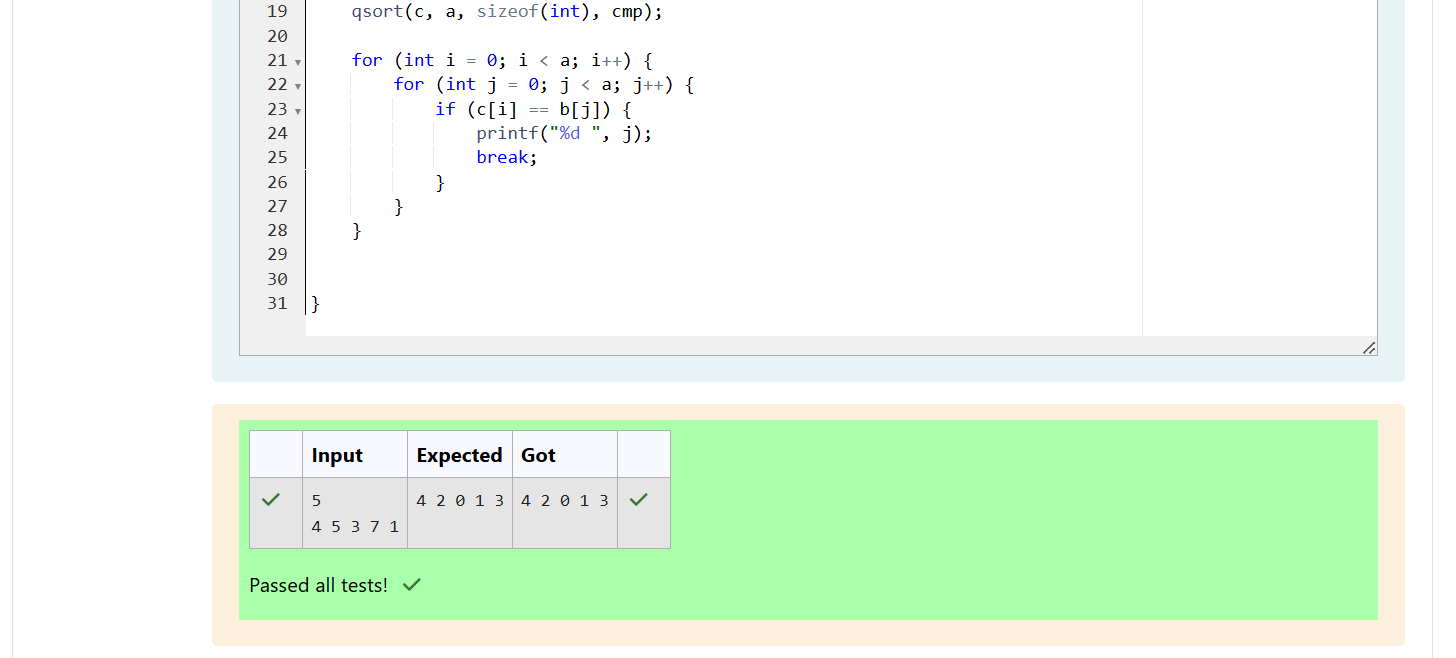 19 qsort(c, a, sizeof(int), cmp);
20
21 for (int i = 0; i < a; i++) {
22 for (int j = 0; j < a; j++) {
23 if (c[i] == b[j]) {
24 printf("%d ", j);
25 break;
26 }
27 }
28 }
29
30
31 }
Input Expected Got
5 4 2 0 1 3 4 2 0 1 3
4 5 3 7 1
Passed all tests!